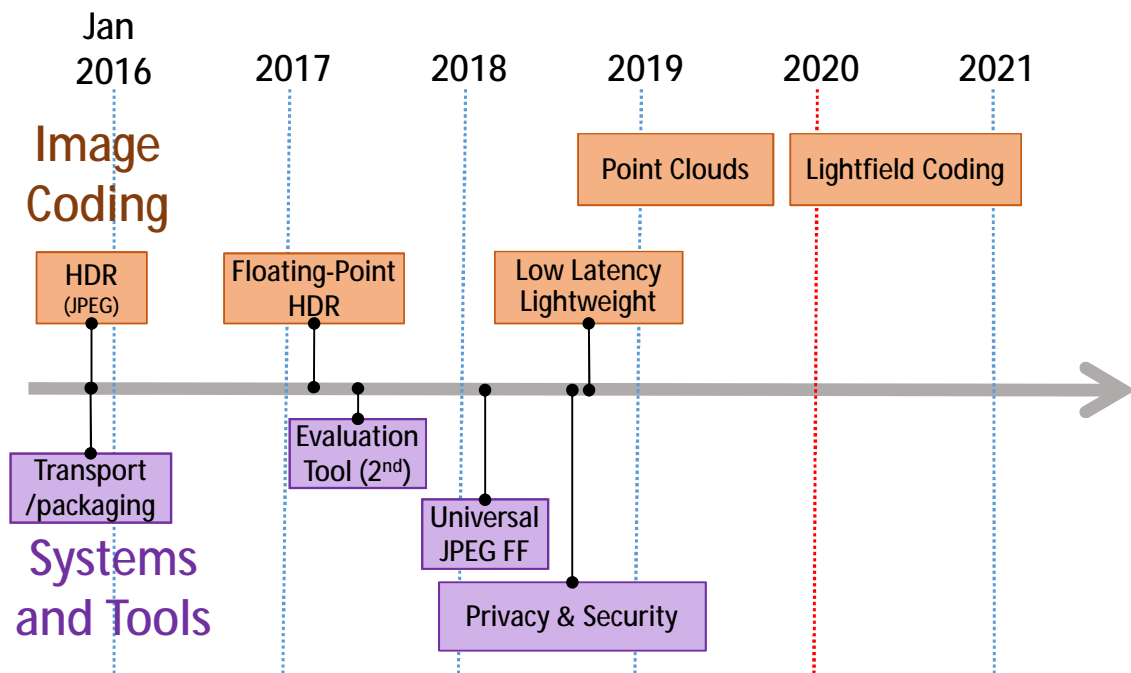 Jan
2016
2017
2018
2019
2020
2021
Image
Coding
Point Clouds
Lightfield Coding
HDR
(JPEG)
Floating-Point
HDR
Low Latency
Lightweight
Transport
/packaging
Evaluation
Tool (2nd)
Universal
JPEG FF
Systems
and Tools
Privacy & Security